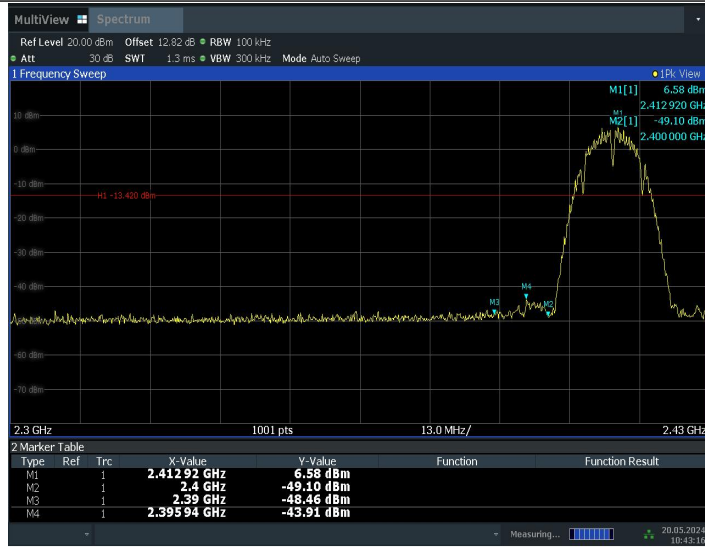 MultiView Spectrum
Ref Level 20.00 dBm Offset 12.82 dB RBW 100 kHz
Att 30 dB SWT 1.3 ms VBW 300 kHz Mode Auto Sweep
1 Frequency Sweep 1Pk View
M1[1] 6.58 dBm
2.412 920 GHz
M1
M2[1] -49.10 dBm
2.400 000 GHz
10 dBm
0 dBm
-10 dBm
H1 -13.420 dBm
-20 dBm
-30 dBm
-40 dBm
M4
M3
M2
-60 dBm
-70 dBm
2.3 GHz 1001 pts 13.0 MHz/ 2.43 GHz
2 Marker Table
Type Ref Trc X-Value Y-Value Function Function Result
M1 1 2.412 92 GHz 6.58 dBm
M2 1 2.4 GHz -49.10 dBm
M3 1 2.39 GHz -48.46 dBm
M4 1 2.395 94 GHz -43.91 dBm
Measuring... 20.05.2024
10:43:16